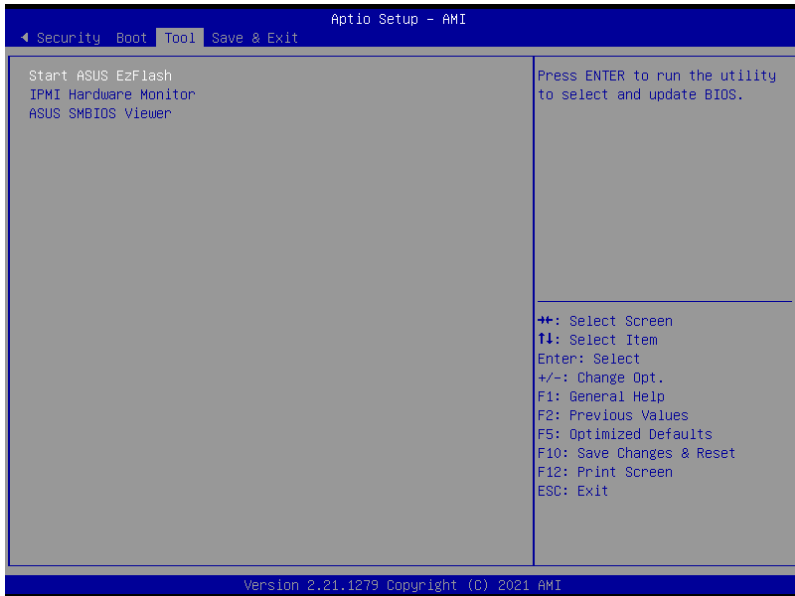 Aptio Setup - AMI
Security Boot Tool Save & Exit
Start ASUS EzFlash
IPMI Hardware Monitor
ASUS SMBIOS Viewer
Press ENTER to run the utility
to select and update BIOS.
→←: Select Screen
↑↓: Select Item
Enter: Select
+/-: Change Opt.
F1: General Help
F2: Previous Values
F5: Optimized Defaults
F10: Save Changes & Reset
F12: Print Screen
ESC: Exit
Version 2.21.1279 Copyright (C) 2021 AMI